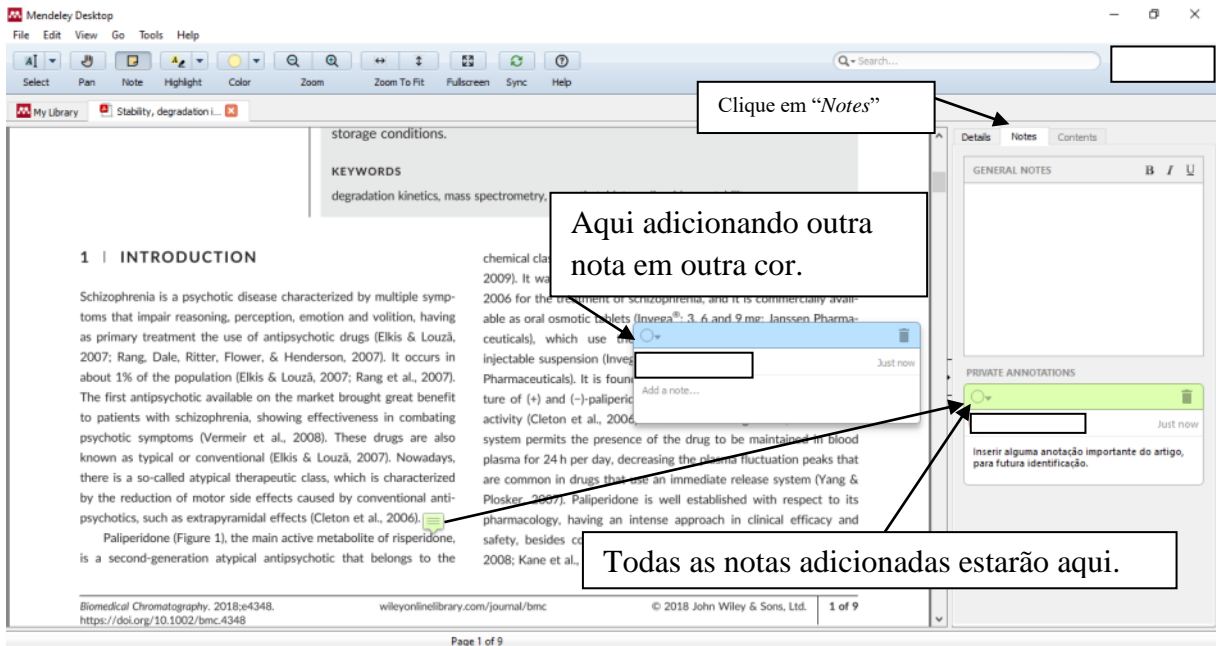 Mendeley Desktop
File Edit View Go Tools Help
Select Pan Note Highlight Color Zoom Zoom To Fit Fullscreen Sync Help
Search...
My Library Stability, degradation i...
Clique em “Notes”
storage conditions.
KEYWORDS
degradation kinetics, mass spectrometry,
Aqui adicionando outra
nota em outra cor.
1 | INTRODUCTION
Schizophrenia is a psychotic disease characterized by multiple symp-
toms that impair reasoning, perception, emotion and volition, having
as primary treatment the use of antipsychotic drugs (Elkis & Louzã,
2007; Rang, Dale, Ritter, Flower, & Henderson, 2007). It occurs in
about 1% of the population (Elkis & Louzã, 2007; Rang et al., 2007).
The first antipsychotic available on the market brought great benefit
to patients with schizophrenia, showing effectiveness in combating
psychotic symptoms (Vermeir et al., 2008). These drugs are also
known as typical or conventional (Elkis & Louzã, 2007). Nowadays,
there is a so-called atypical therapeutic class, which is characterized
by the reduction of motor side effects caused by conventional anti-
psychotics, such as extrapyramidal effects (Cleton et al., 2006).
Paliperidone (Figure 1), the main active metabolite of risperidone,
is a second-generation atypical antipsychotic that belongs to the
chemical
2009). It
2006 for the treatment of schizophrenia, and it is commercially avail-
able as oral osmotic tablets (Invega®; 3, 6 and 9 mg; Janssen Pharma-
ceuticals), which use
injectable suspension
Pharmaceuticals). It is
ture of (+) and (−)-
activity (Cleton et al., 2006
system permits the presence of the drug to be maintained in blood
plasma for 24 h per day, decreasing the plasma fluctuation peaks that
are common in drugs that use an immediate release system (Yang &
Plosker, 2007). Paliperidone is well established with respect to its
pharmacology, having an intense approach in clinical efficacy and
safety, besides
2008; Kane et al.,
Just now
Add a note...
Details Notes Contents
GENERAL NOTES B I U
PRIVATE ANNOTATIONS
Just now
Inserir alguma anotação importante do artigo,
para futura identificação.
Todas as notas adicionadas estarão aqui.
Biomedical Chromatography. 2018;e4348. wileyonlinelibrary.com/journal/bmc © 2018 John Wiley & Sons, Ltd. 1 of 9
https://doi.org/10.1002/bmc.4348
Page 1 of 9